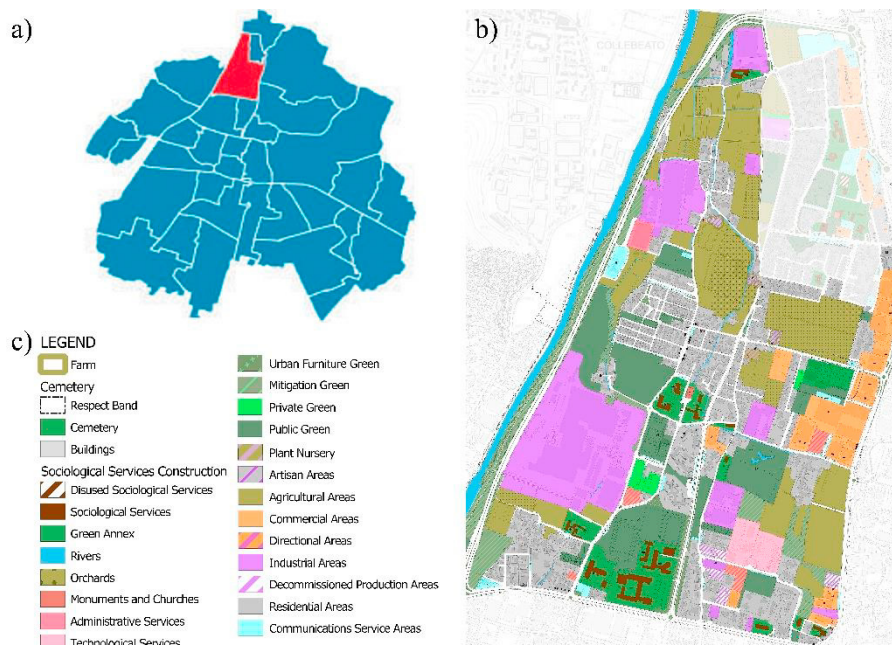 a)
b)
COLLEBEATO
c) LEGEND
Farm
Cemetery
Respect Band
Cemetery
Buildings
Sociological Services Construction
Disused Sociological Services
Sociological Services
Green Annex
Rivers
Orchards
Monuments and Churches
Administrative Services
Technological Services
Urban Furniture Green
Mitigation Green
Private Green
Public Green
Plant Nursery
Artisan Areas
Agricultural Areas
Commercial Areas
Directional Areas
Industrial Areas
Decommissioned Production Areas
Residential Areas
Communications Service Areas